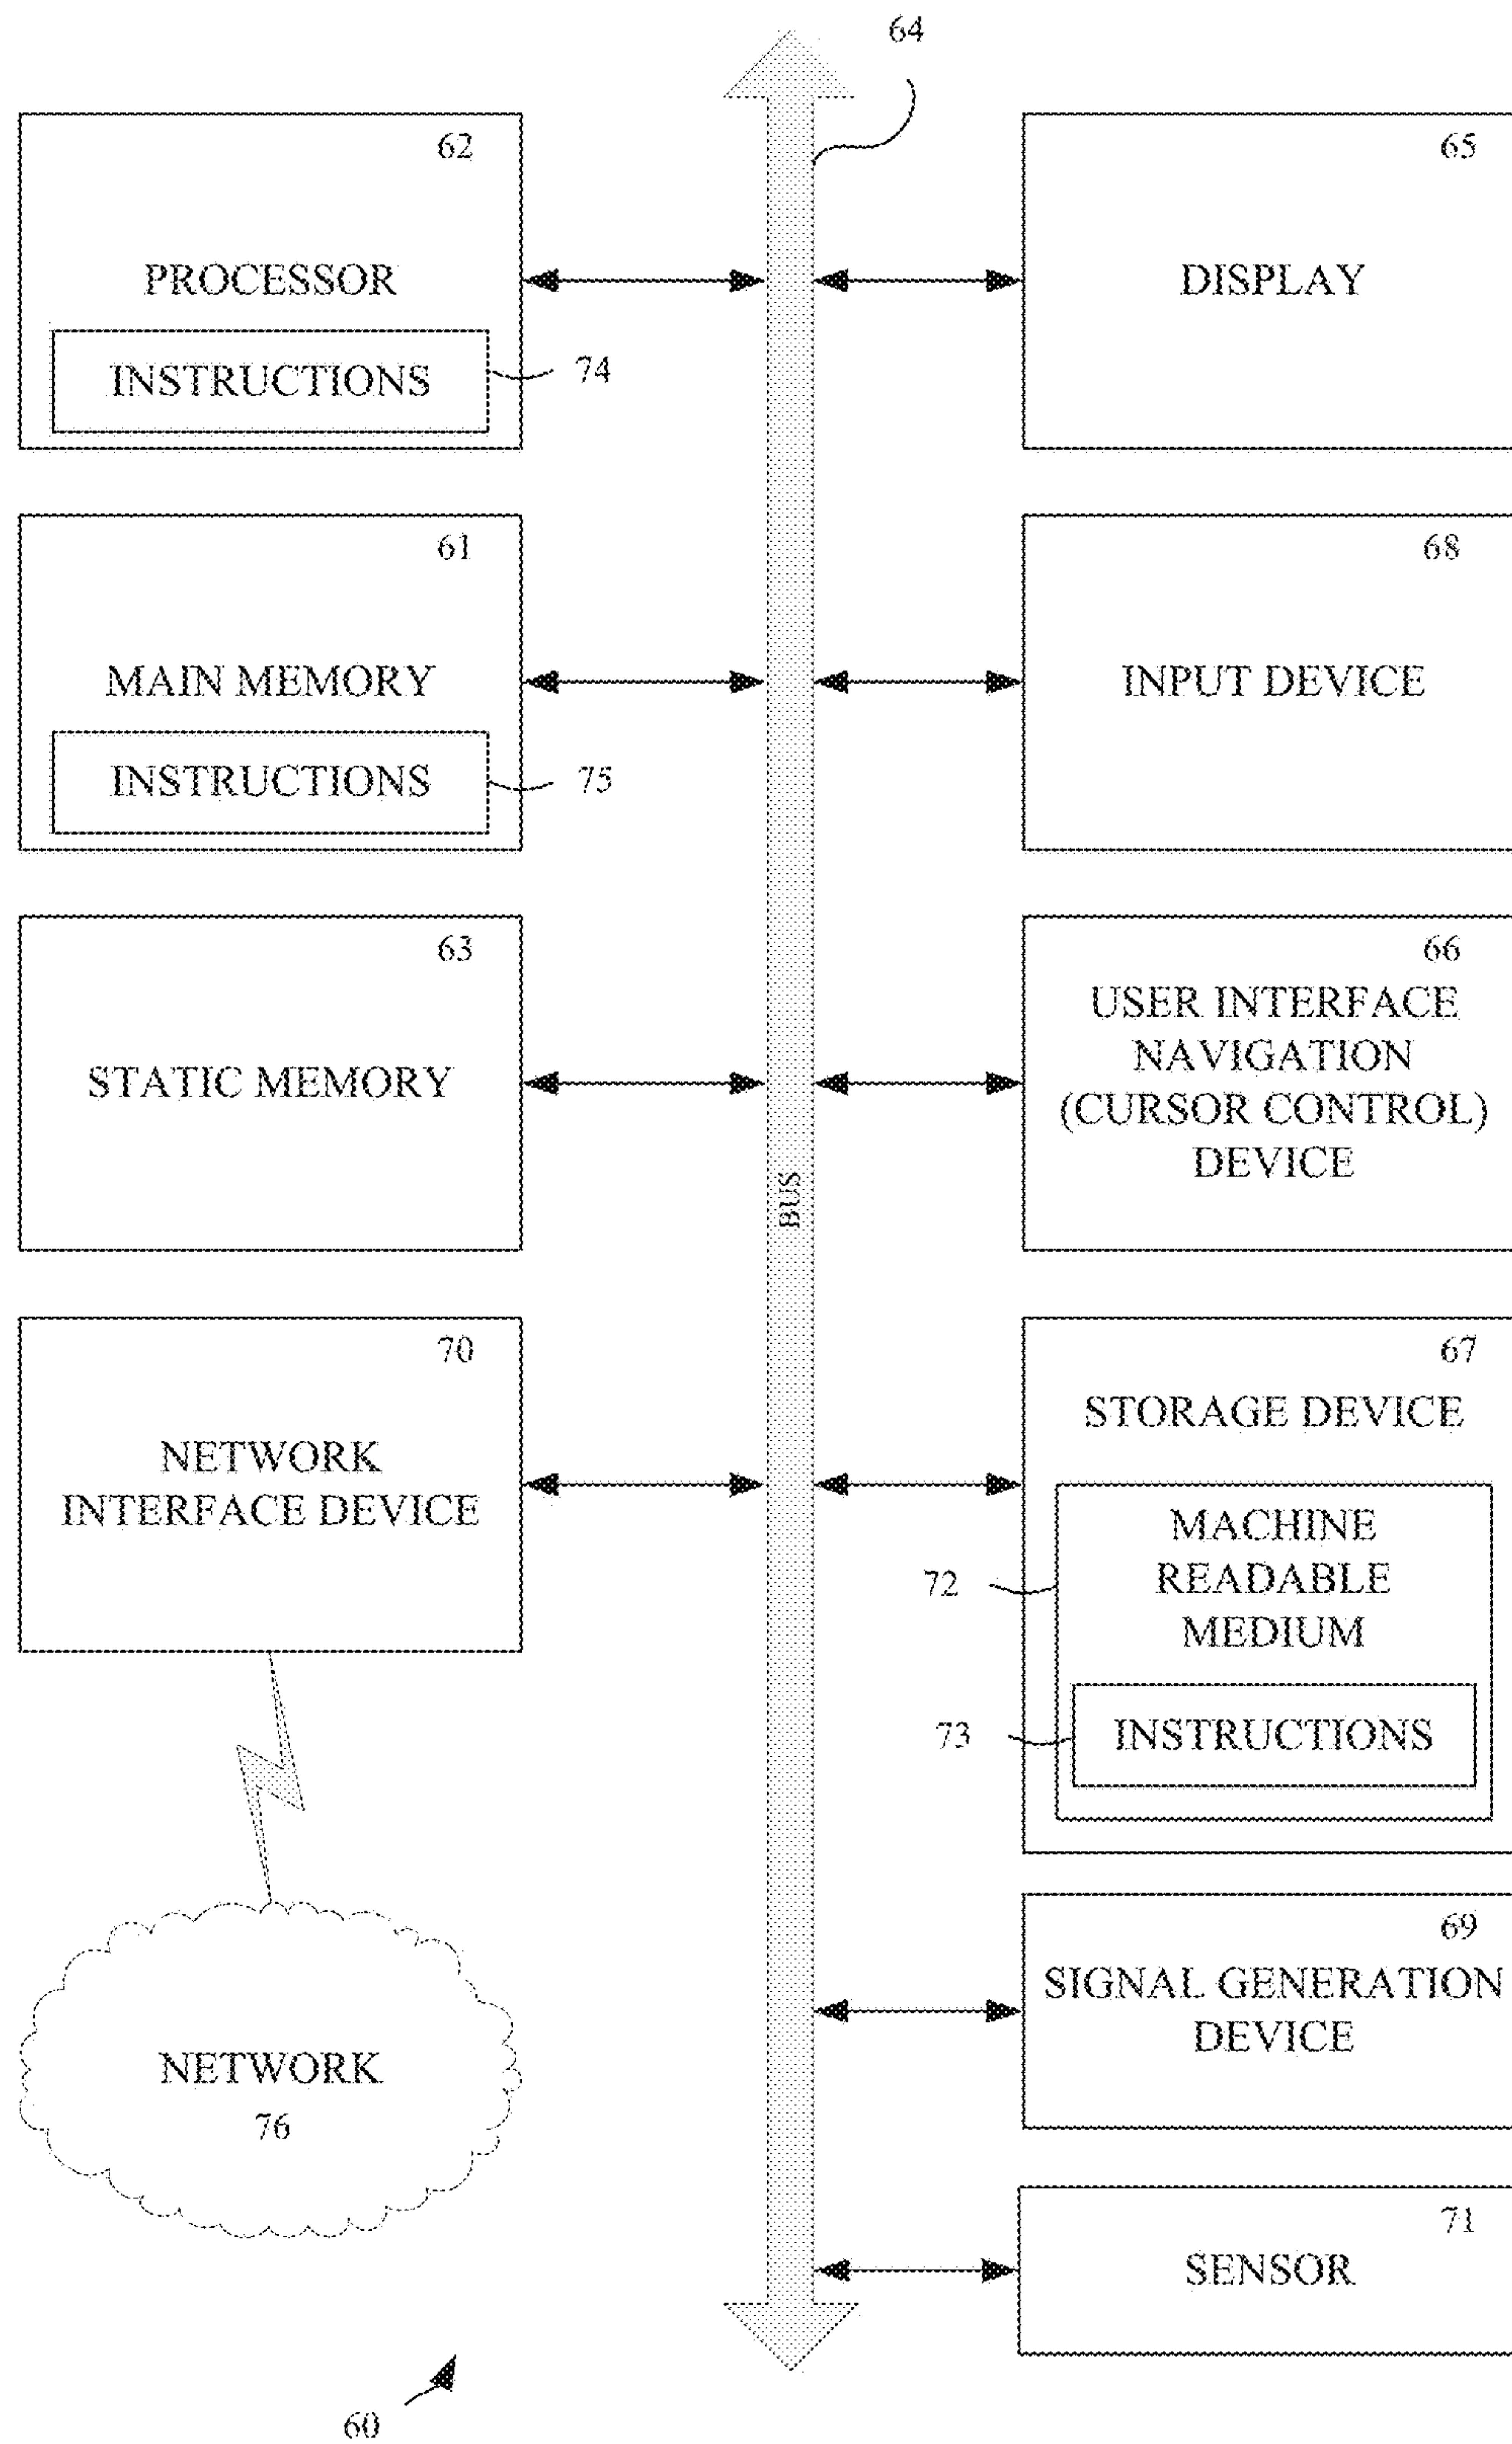 64
62
PROCESSOR
INSTRUCTIONS
74
65
DISPLAY
61
MAIN MEMORY
INSTRUCTIONS
75
68
INPUT DEVICE
63
STATIC MEMORY
66
USER INTERFACE
NAVIGATION
(CURSOR CONTROL)
DEVICE
BUS
70
NETWORK
INTERFACE DEVICE
67
STORAGE DEVICE
72
MACHINE
READABLE
MEDIUM
73
INSTRUCTIONS
69
SIGNAL GENERATION
DEVICE
NETWORK
76
71
SENSOR
60